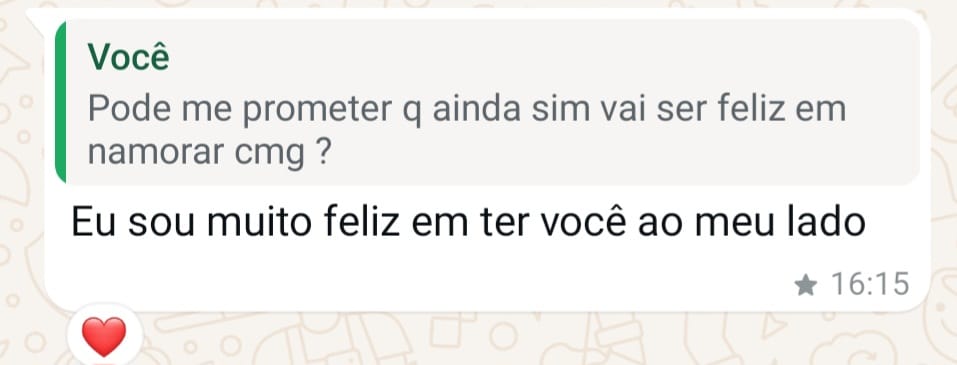 Você
Pode me prometer q ainda sim vai ser feliz em
namorar cmg ?
Eu sou muito feliz em ter você ao meu lado
16:15